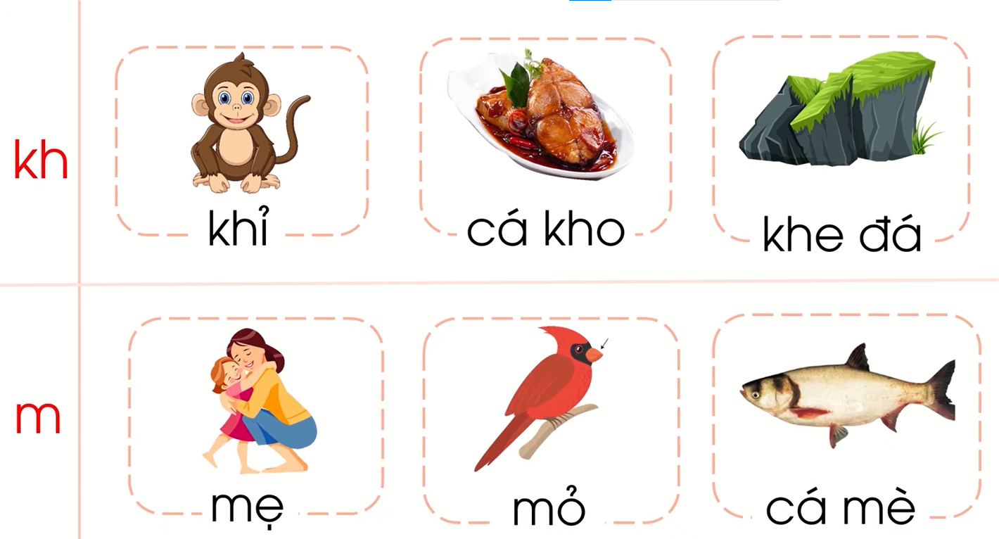 kh
khỉ
cá kho
khe đá
m
mẹ
mỏ
cá mè